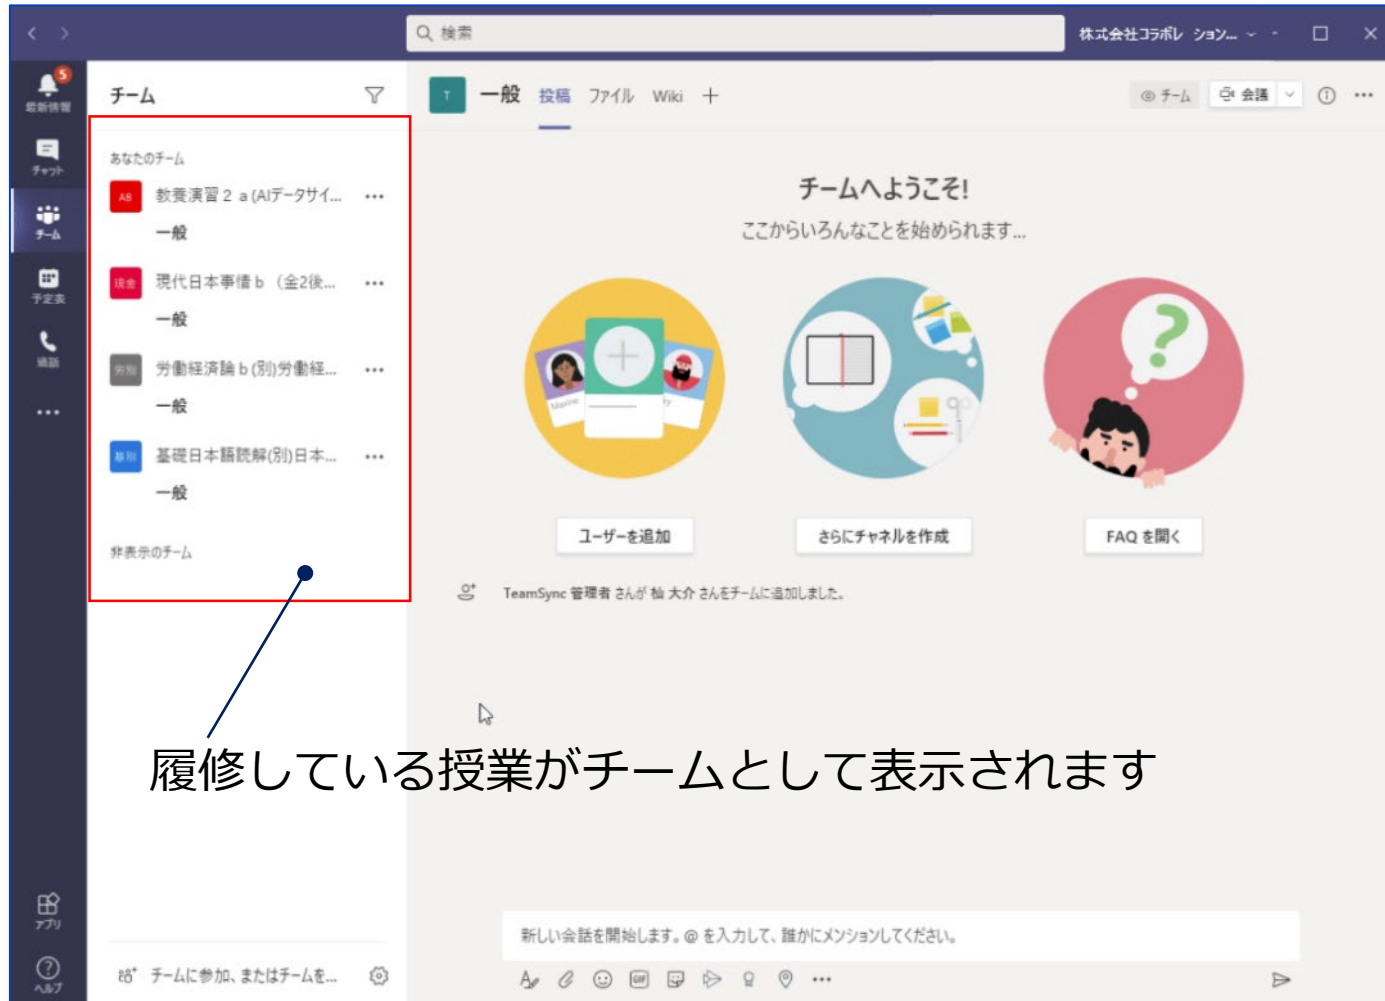 検索
株式会社コラボレ ション...
5
最新情報
チャット
チーム
予定表
通話
アプリ
ヘルプ
チーム
あなたのチーム
AB 教養演習2 a(AIデータサイ...
一般
現金 現代日本事情b (金2後...
一般
労別 労働経済論b(別)労働経...
一般
基別 基礎日本語読解(別)日本...
一般
非表示のチーム
チームに参加、またはチームを...
T 一般 投稿 ファイル Wiki
チーム 会議
チームへようこそ!
ここからいろんなことを始められます...
Maxine
ユーザーを追加
さらにチャネルを作成
FAQ を開く
TeamSync 管理者 さんが 杣 大介 さんをチームに追加しました。
履修している授業がチームとして表示されます
新しい会話を開始します。@ を入力して、誰かにメンションしてください。
GIF